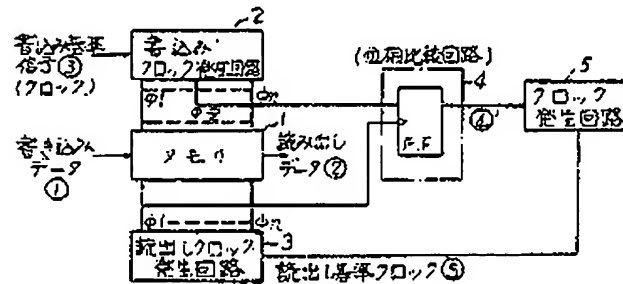 2
書込み基準
信号③
(クロック)
書込み
クロック発生回路
φ1
φn
(位相比較回路)
4
F.F
④'
5
クロック
発生回路
1
書き込み
データ①
メモリ
読み出し
データ②
φ1
φn
3
読出しクロック
発生回路
読出し基準クロック⑤